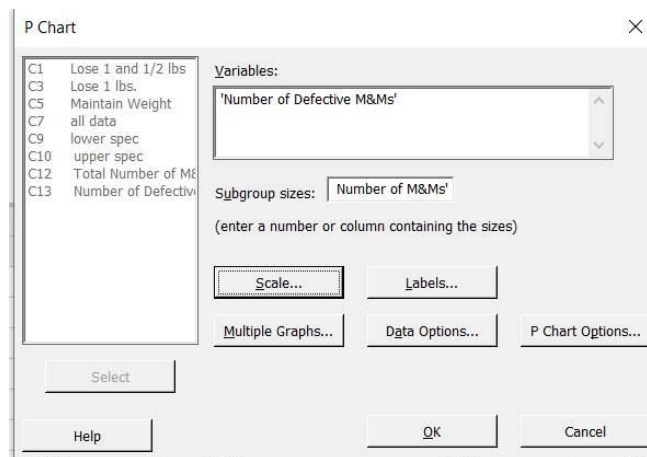 P Chart
C1 Lose 1 and 1/2 lbs
C3 Lose 1 lbs.
C5 Maintain Weight
C7 all data
C9 lower spec
C10 upper spec
C12 Total Number of M&
C13 Number of Defectiv
Variables:
'Number of Defective M&Ms'
Subgroup sizes: Number of M&Ms'
(enter a number or column containing the sizes)
Scale...
Labels...
Multiple Graphs...
Data Options...
P Chart Options...
Select
Help
OK
Cancel